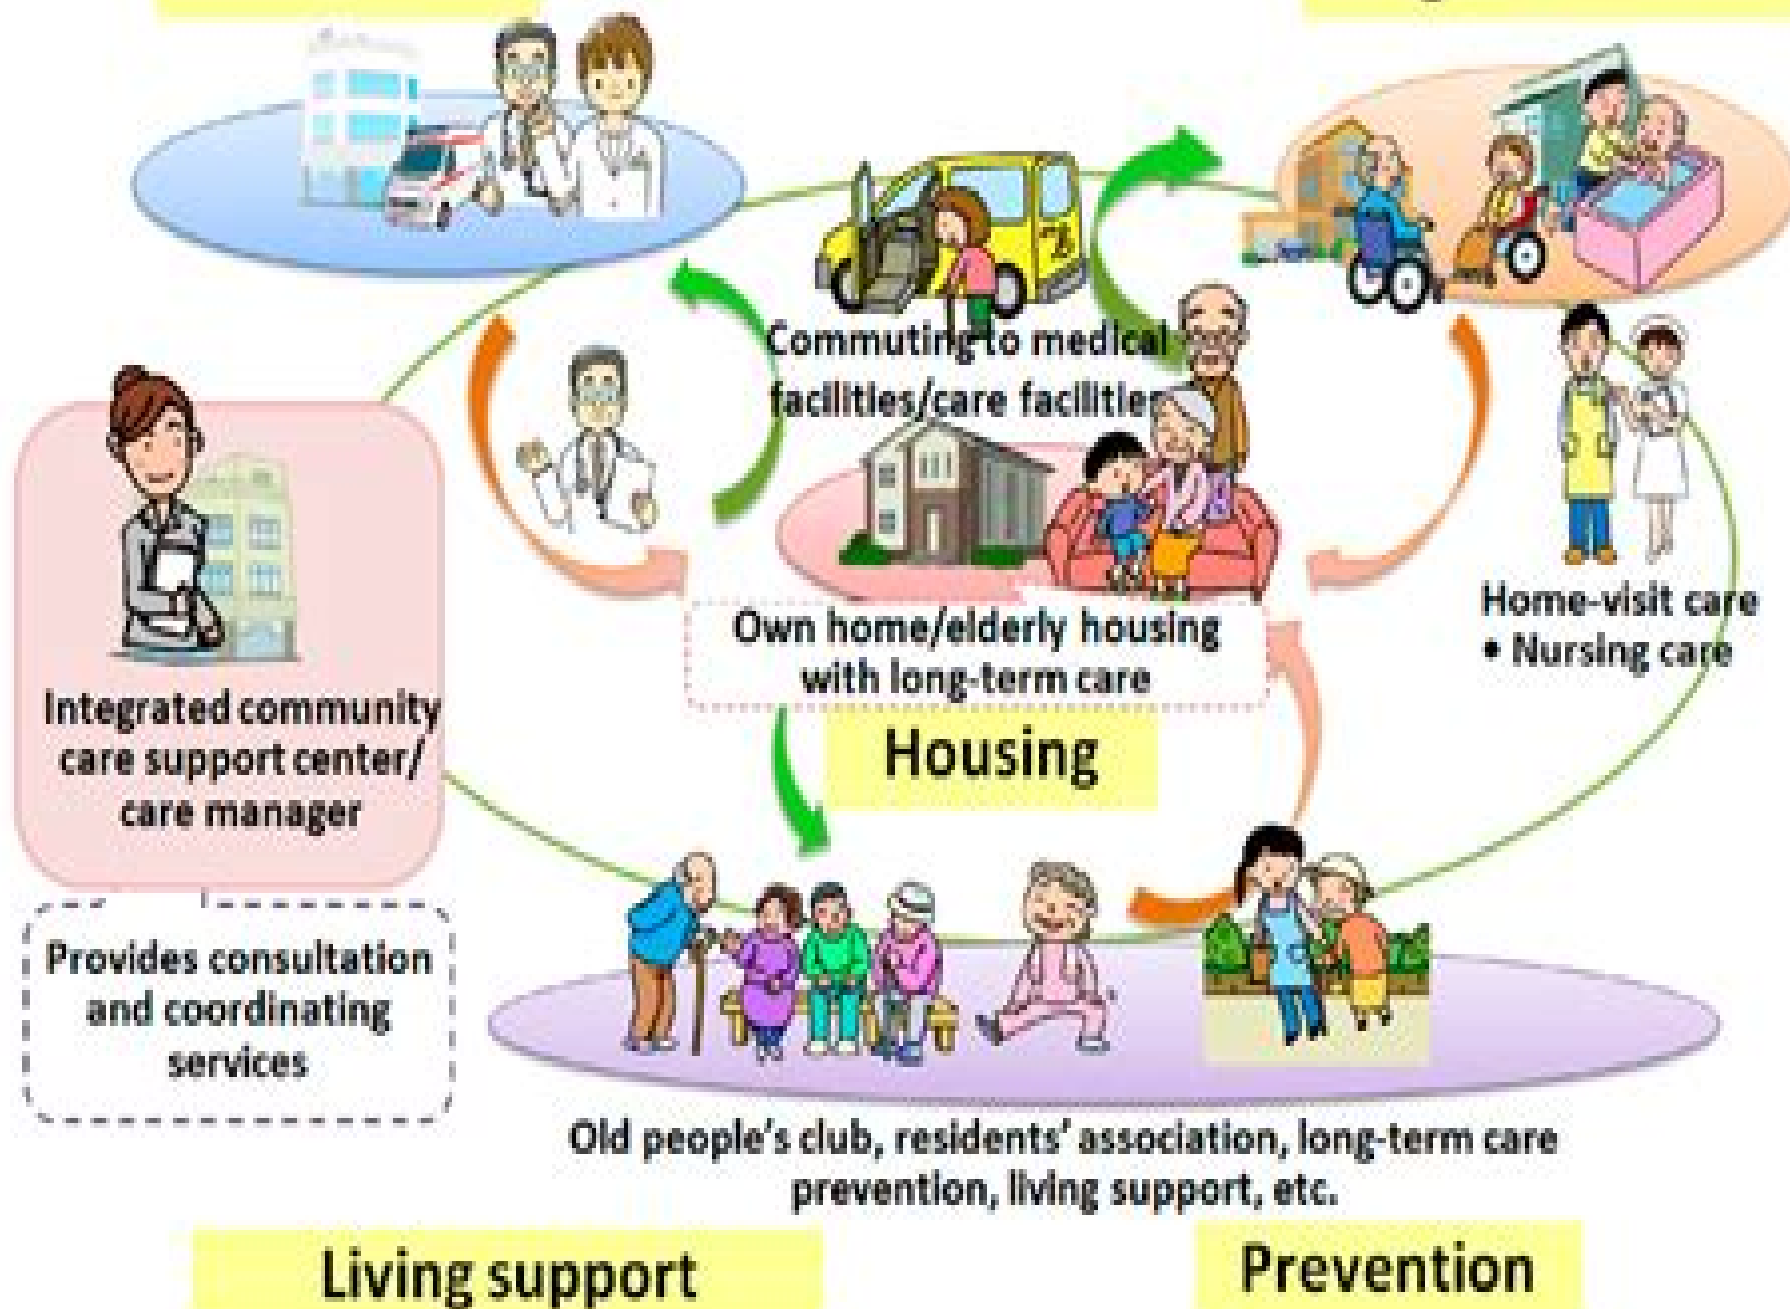 Commuting to medical
facilities/care facilities
Home-visit care
• Nursing care
Own home/elderly housing
with long-term care
Housing
Integrated community
care support center/
care manager
Provides consultation
and coordinating
services
Old people's club, residents' association, long-term care
prevention, living support, etc.
Living support
Prevention